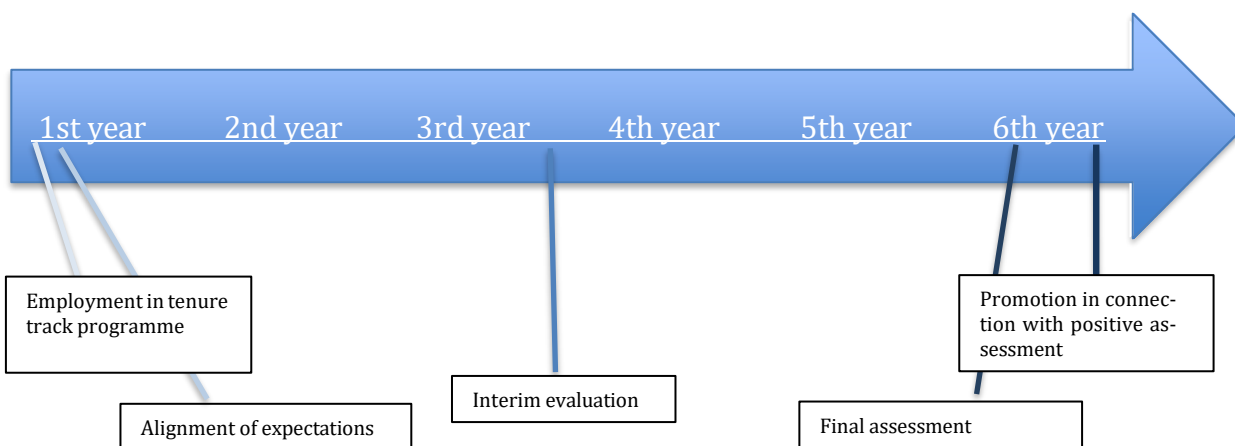 1st year 2nd year 3rd year 4th year 5th year 6th year
Employment in tenure
track programme
Promotion in connec-
tion with positive as-
sessment
Interim evaluation
Alignment of expectations
Final assessment